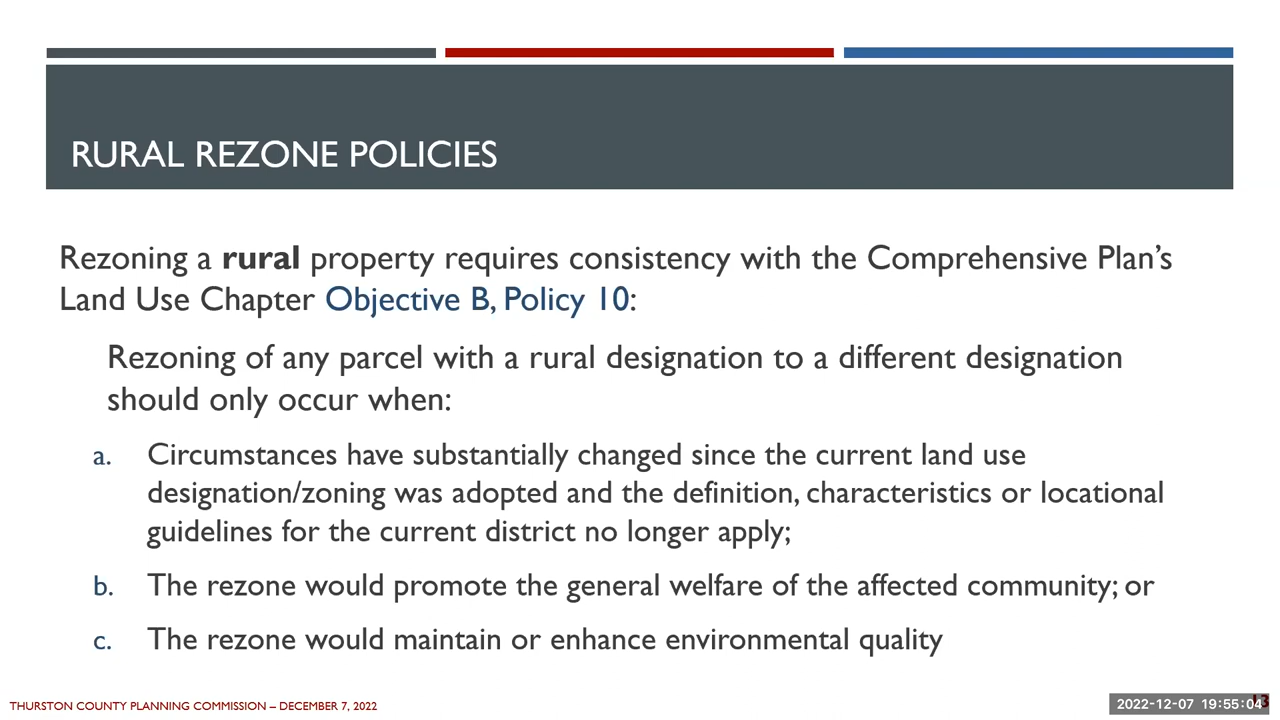 RURAL REZONE POLICIES
Rezoning a rural property requires consistency with the Comprehensive Plan’s
Land Use Chapter Objective B, Policy 10:
Rezoning of any parcel with a rural designation to a different designation
should only occur when:
a. Circumstances have substantially changed since the current land use
designation/zoning was adopted and the definition, characteristics or locational
guidelines for the current district no longer apply;
b. The rezone would promote the general welfare of the affected community; or
c. The rezone would maintain or enhance environmental quality
THURSTON COUNTY PLANNING COMMISSION – DECEMBER 7, 2022
2022-12-07 19:55:04
13